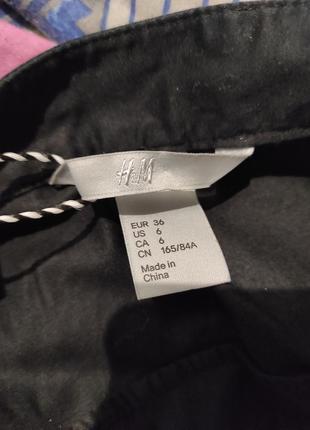 H&M
EUR 36
US 6
CA 6
CN 165/84A
Made in
China